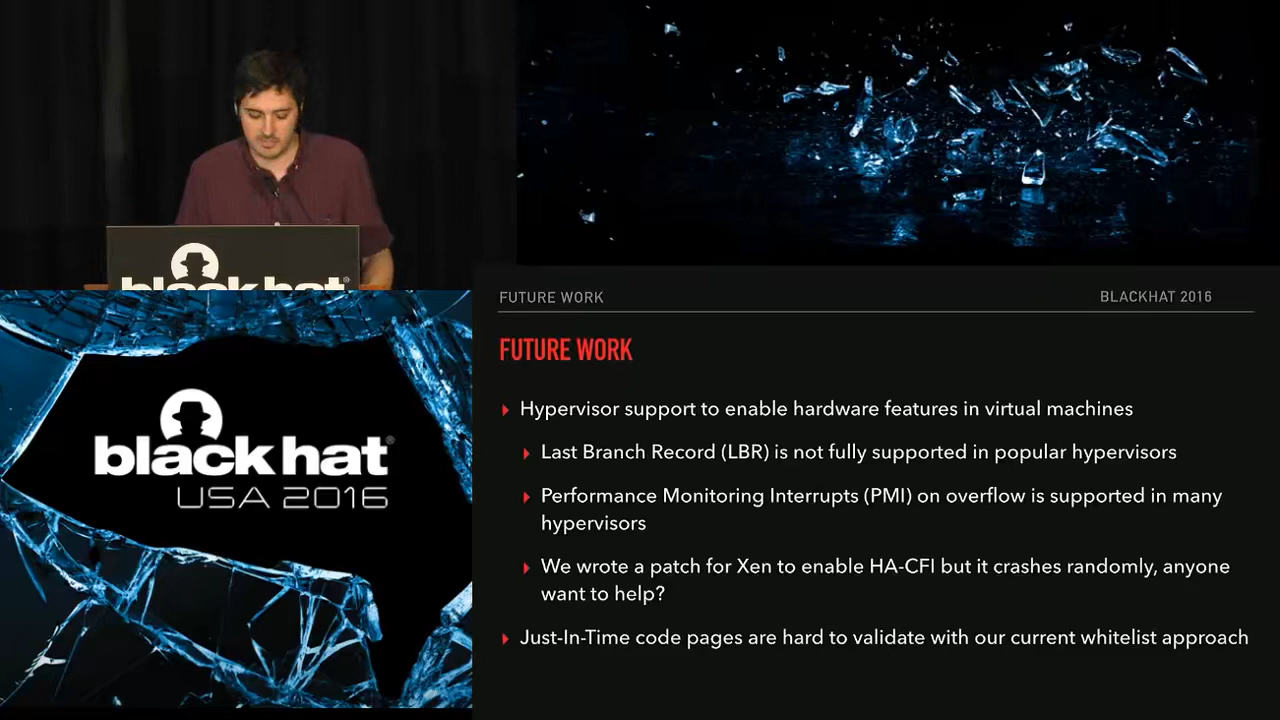 black hat®
FUTURE WORK
BLACKHAT 2016
FUTURE WORK
Hypervisor support to enable hardware features in virtual machines
Last Branch Record (LBR) is not fully supported in popular hypervisors
Performance Monitoring Interrupts (PMI) on overflow is supported in many
hypervisors
We wrote a patch for Xen to enable HA-CFI but it crashes randomly, anyone
want to help?
Just-In-Time code pages are hard to validate with our current whitelist approach
black hat®
USA 2016